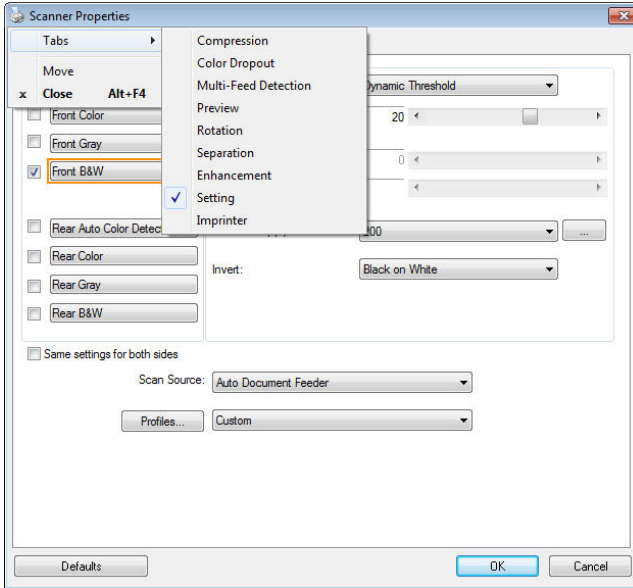 Scanner Properties
Tabs
Move
x Close Alt+F4
Compression
Color Dropout
Multi-Feed Detection
Preview
Rotation
Separation
Enhancement
Setting
Imprinter
Dynamic Threshold
Front Color
20
Front Gray
0
Front B&W
Rear Auto Color Detect
200
...
Rear Color
Invert: Black on White
Rear Gray
Rear B&W
Same settings for both sides
Scan Source: Auto Document Feeder
Profiles... Custom
Defaults OK Cancel